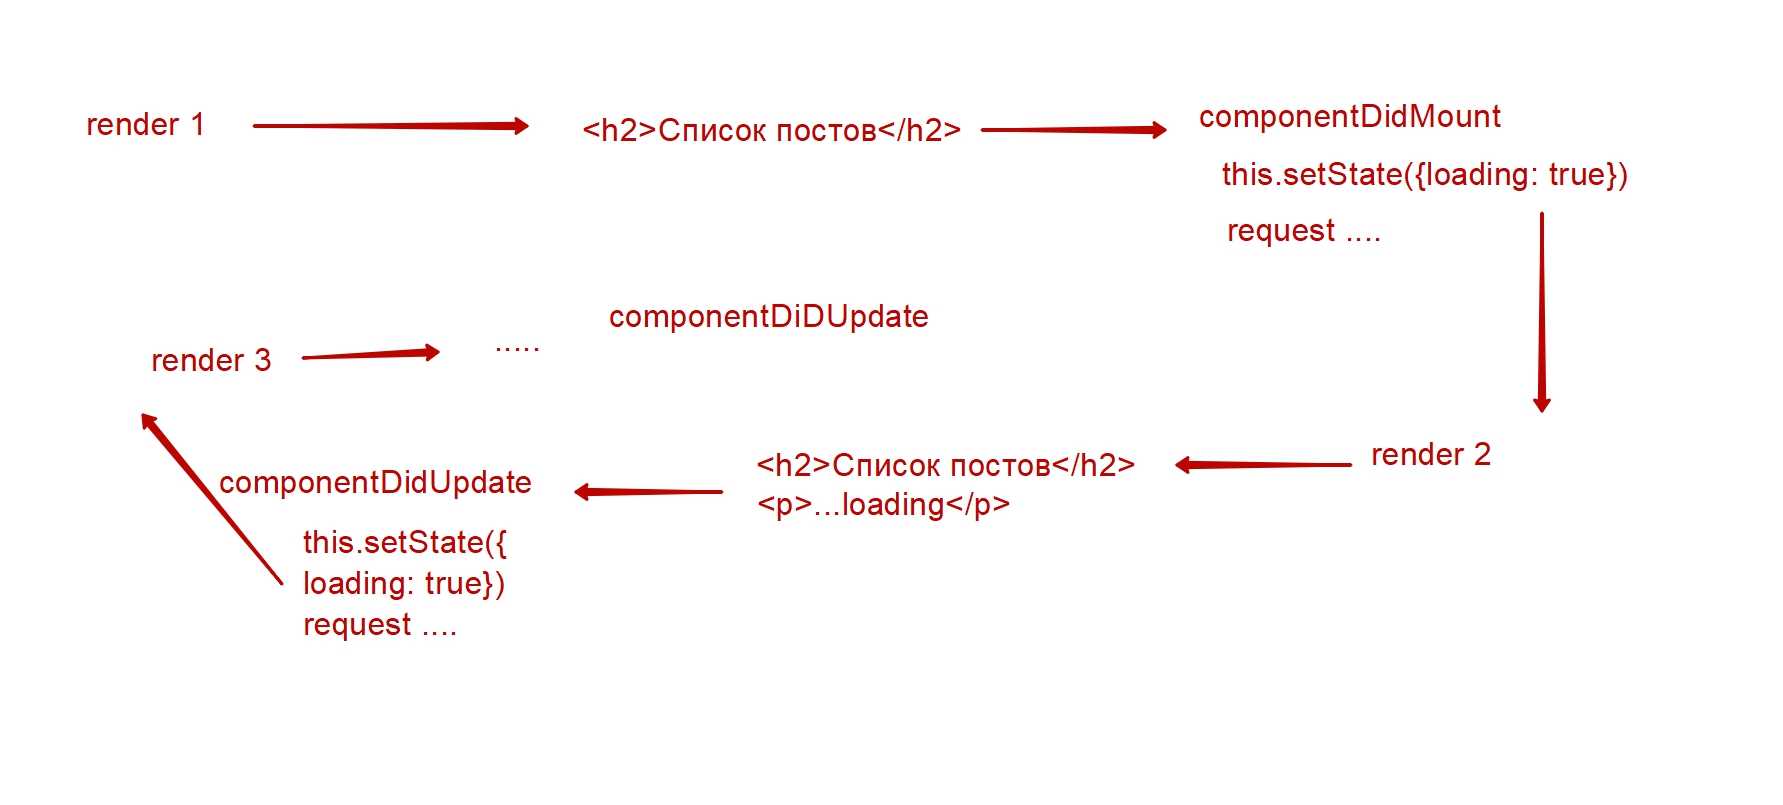 render 1
<h2>Список постов</h2>
componentDidMount
this.setState({loading: true})
request ....
render 2
<h2>Список постов</h2>
<p>...loading</p>
componentDidUpdate
this.setState({
loading: true})
request ....
render 3
.....
componentDiDUpdate